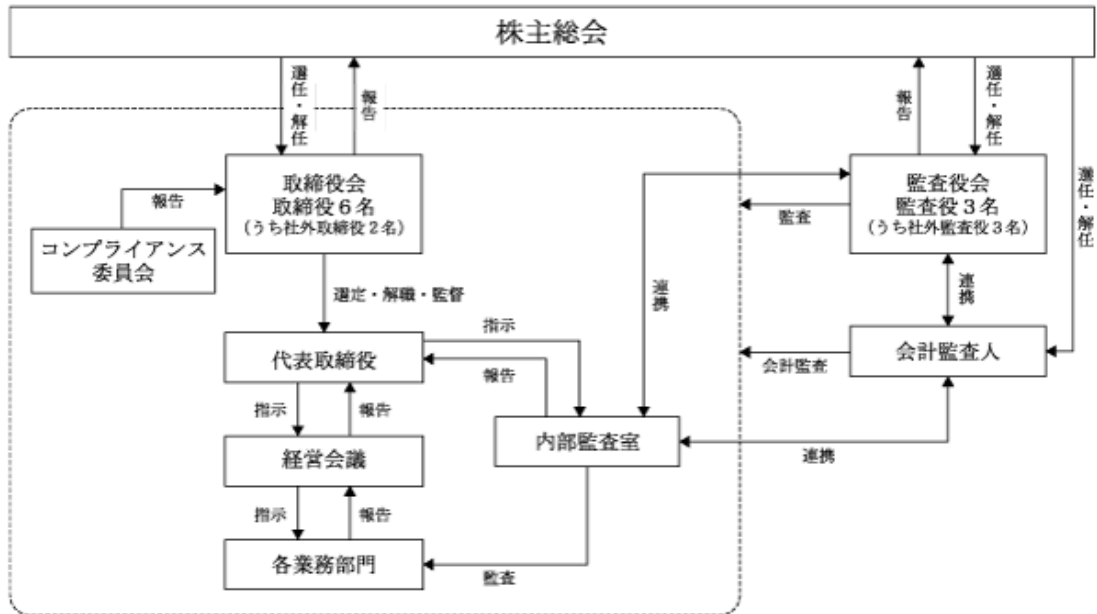 株主総会
選任・解任
報告
報告
選任・解任
選任・解任
取締役会
取締役6名
(うち社外取締役2名)
監査役会
監査役3名
(うち社外監査役3名)
報告
監査
コンプライアンス
委員会
連携
連携
選定・解職・監督
指示
代表取締役
報告
会計監査
会計監査人
指示
報告
内部監査室
連携
経営会議
指示
報告
各業務部門
監査